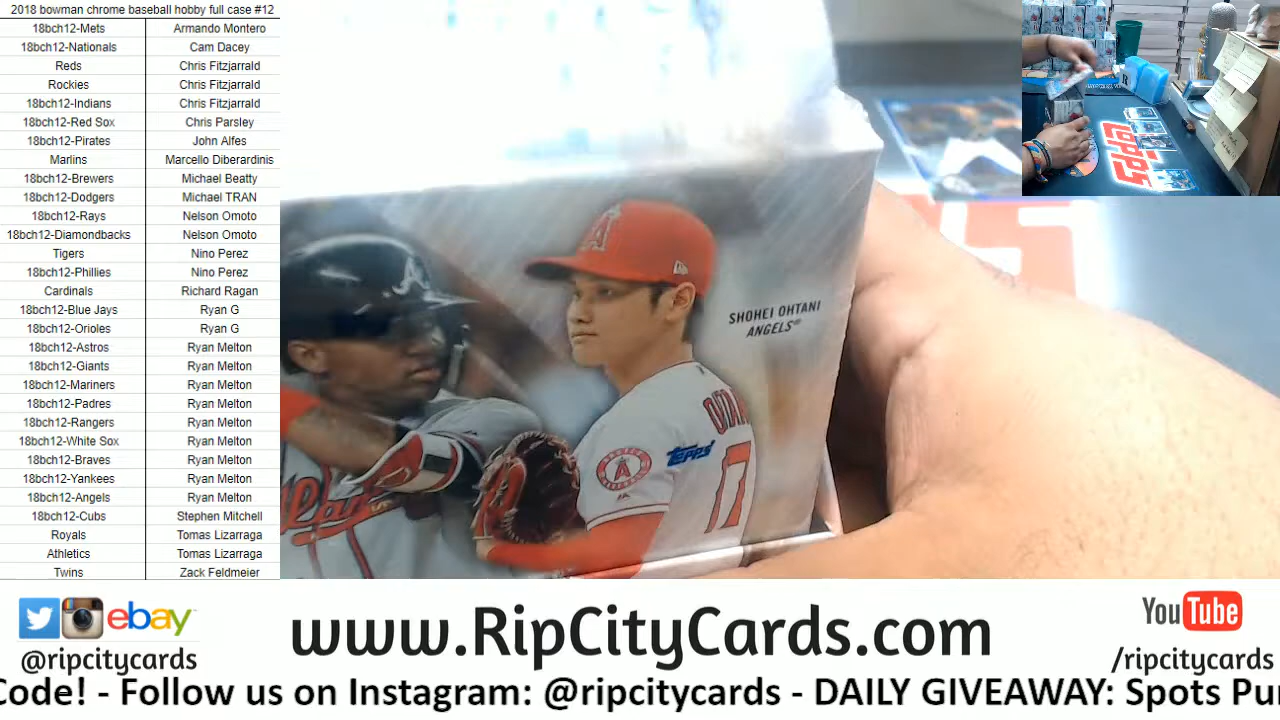 2018 bowman chrome baseball hobby full case #12
18bch12-Mets Armando Montero
18bch12-Nationals Cam Dacey
Reds Chris Fitzjarrald
Rockies Chris Fitzjarrald
18bch12-Indians Chris Fitzjarrald
18bch12-Red Sox Chris Parsley
18bch12-Pirates John Alfes
Marlins Marcello Diberardinis
18bch12-Brewers Michael Beatty
18bch12-Dodgers Michael TRAN
18bch12-Rays Nelson Omoto
18bch12-Diamondbacks Nelson Omoto
Tigers Nino Perez
18bch12-Phillies Nino Perez
Cardinals Richard Ragan
18bch12-Blue Jays Ryan G
18bch12-Orioles Ryan G
18bch12-Astros Ryan Melton
18bch12-Giants Ryan Melton
18bch12-Mariners Ryan Melton
18bch12-Padres Ryan Melton
18bch12-Rangers Ryan Melton
18bch12-White Sox Ryan Melton
18bch12-Braves Ryan Melton
18bch12-Yankees Ryan Melton
18bch12-Angels Ryan Melton
18bch12-Cubs Stephen Mitchell
Royals Tomas Lizarraga
Athletics Tomas Lizarraga
Twins Zack Feldmeier
SHOHEI OHTANI
ANGELS®
TOPPS
17
TOPPS
ebay
@ripcitycards
www.RipCityCards.com
YouTube
/ripcitycards
Code! - Follow us on Instagram: @ripcitycards - DAILY GIVEAWAY: Spots